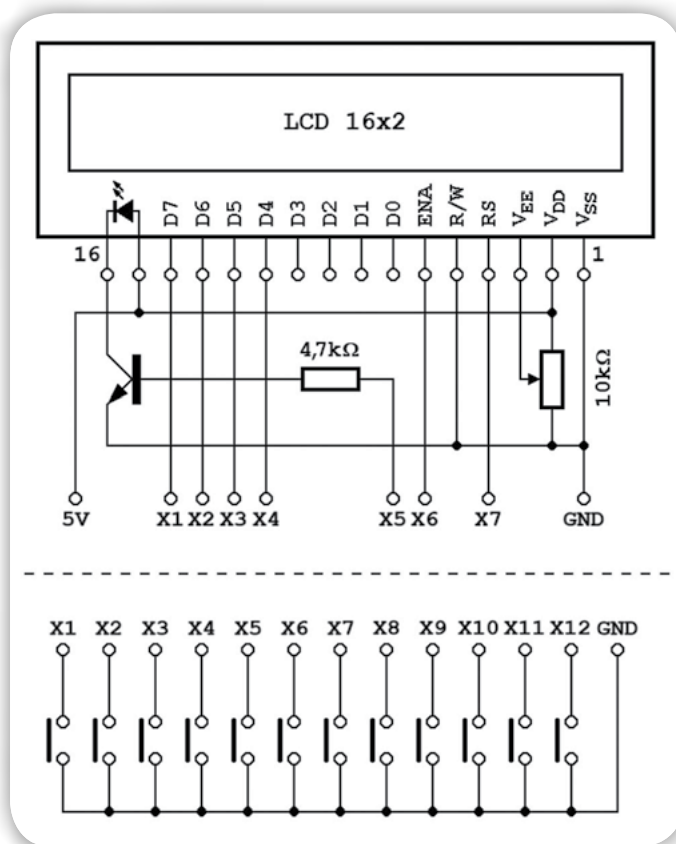 LCD 16x2
D7 D6 D5 D4 D3 D2 D1 D0 ENA R/W RS VEE VDD VSS
16 1
4,7kΩ
10kΩ
5V X1 X2 X3 X4 X5 X6 X7 GND
X1 X2 X3 X4 X5 X6 X7 X8 X9 X10 X11 X12 GND